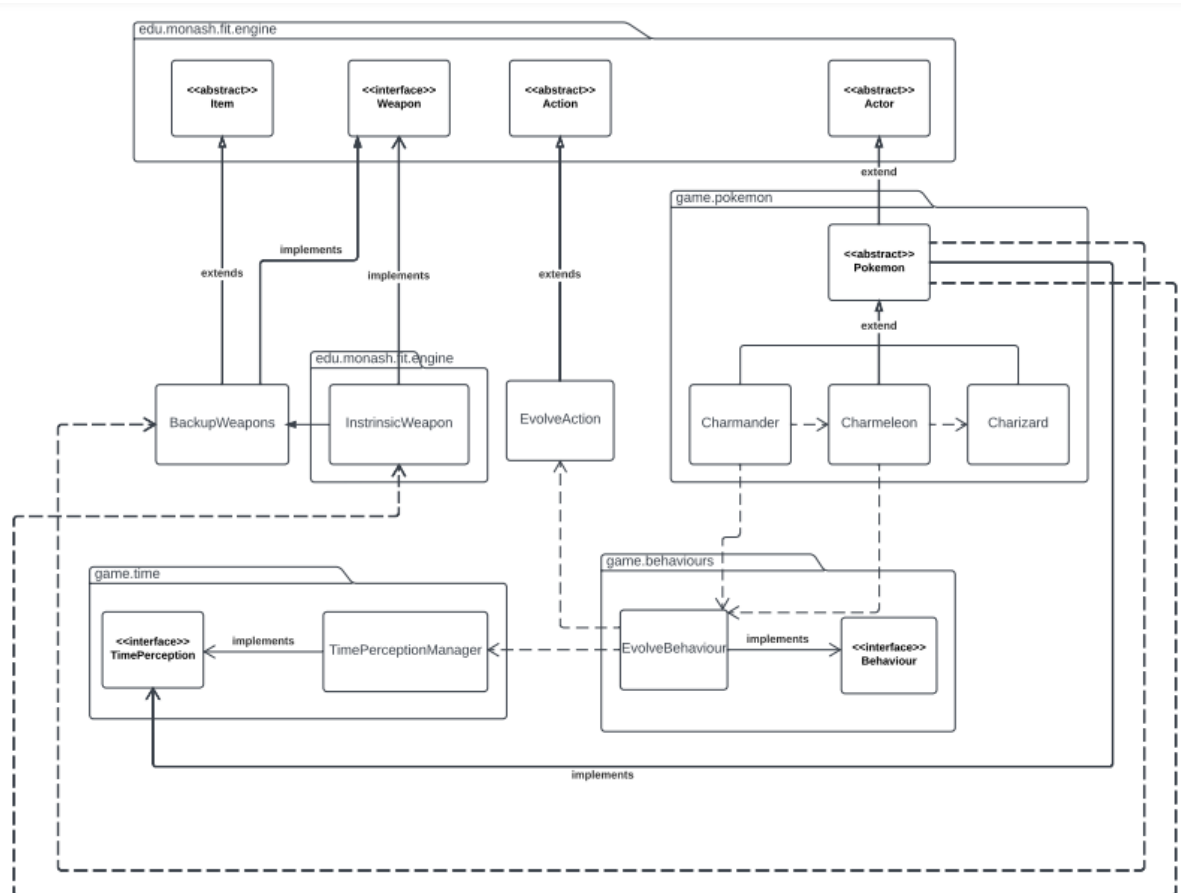 edu.monash.fit.engine
<<abstract>>
Item
<<interface>>
Weapon
<<abstract>>
Action
<<abstract>>
Actor
extend
game.pokemon
<<abstract>>
Pokemon
implements
extends
implements
extends
extend
edu.monash.fit.engine
BackupWeapons
InstrinsicWeapon
EvolveAction
Charmander
Charmeleon
Charizard
game.time
game.behaviours
<<interface>>
TimePerception
implements
TimePerceptionManager
EvolveBehaviour
implements
<<interface>>
Behaviour
implements